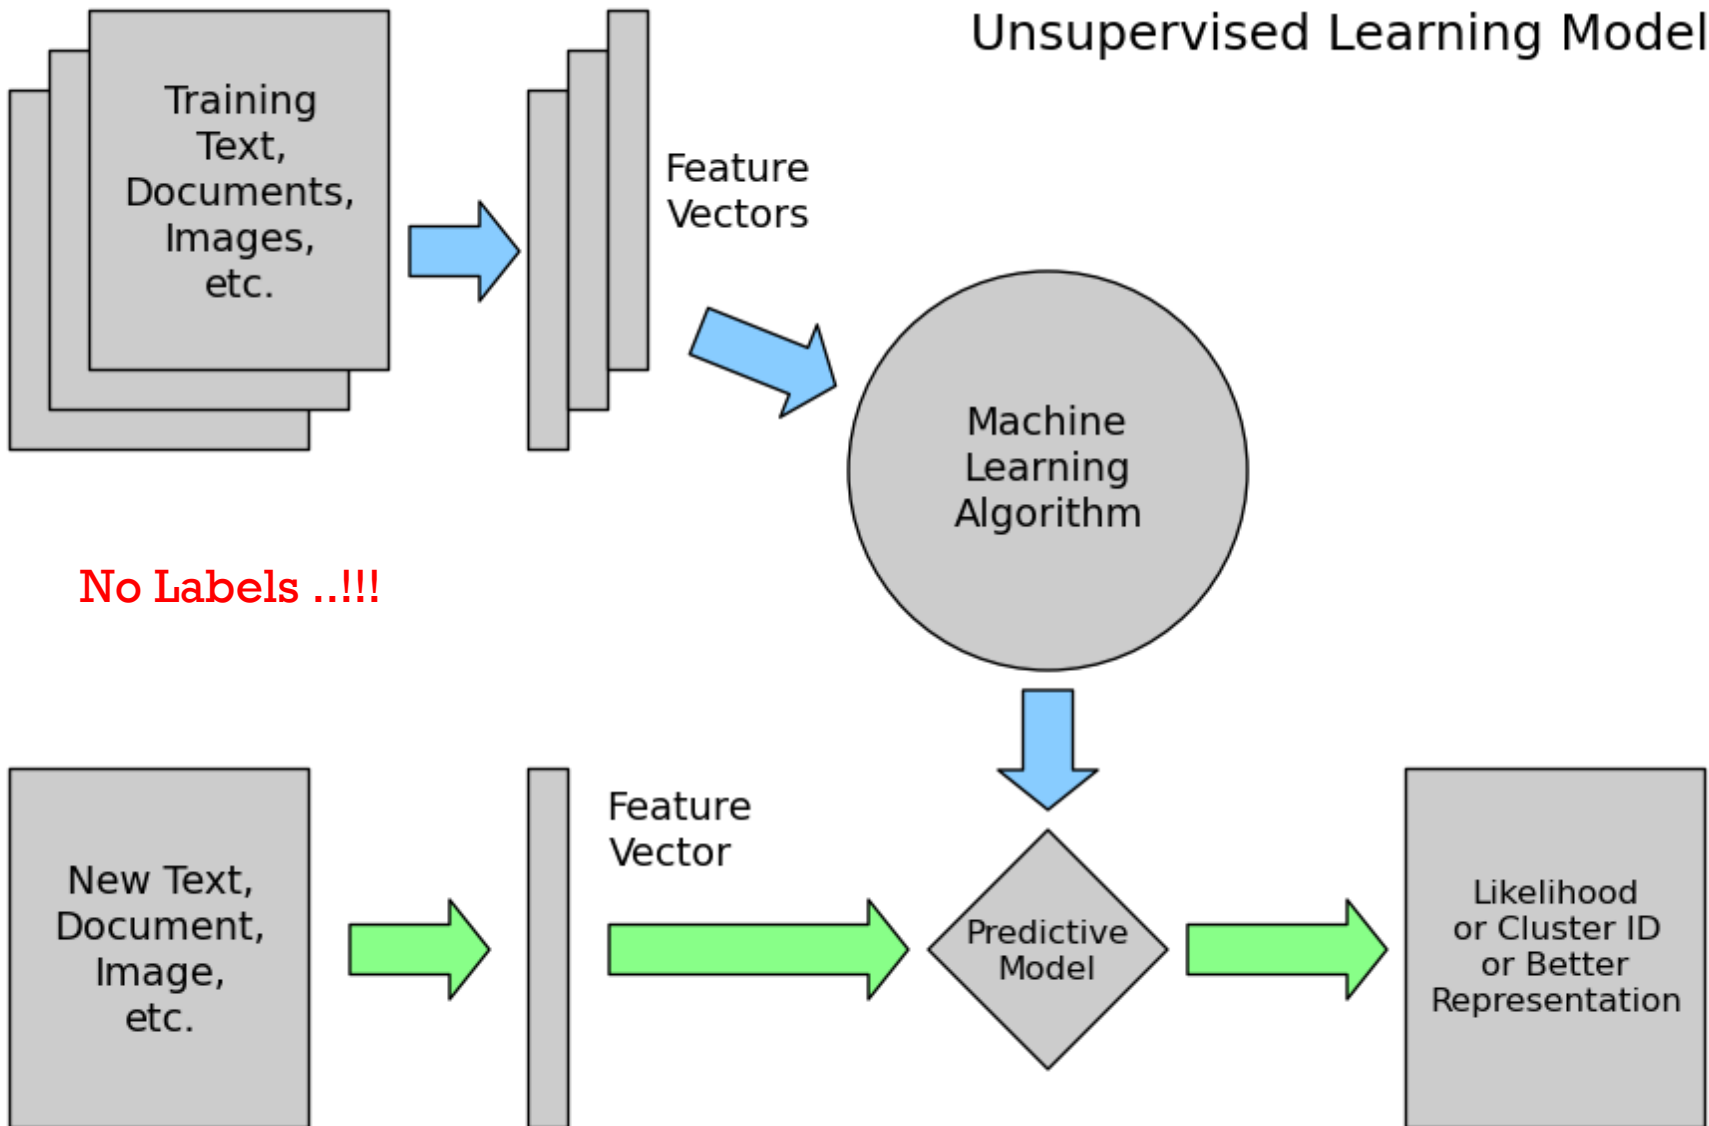 Unsupervised Learning Model
Training
Text,
Documents,
Images,
etc.
Feature
Vectors
Machine
Learning
Algorithm
No Labels ..!!!
New Text,
Document,
Image,
etc.
Feature
Vector
Predictive
Model
Likelihood
or Cluster ID
or Better
Representation